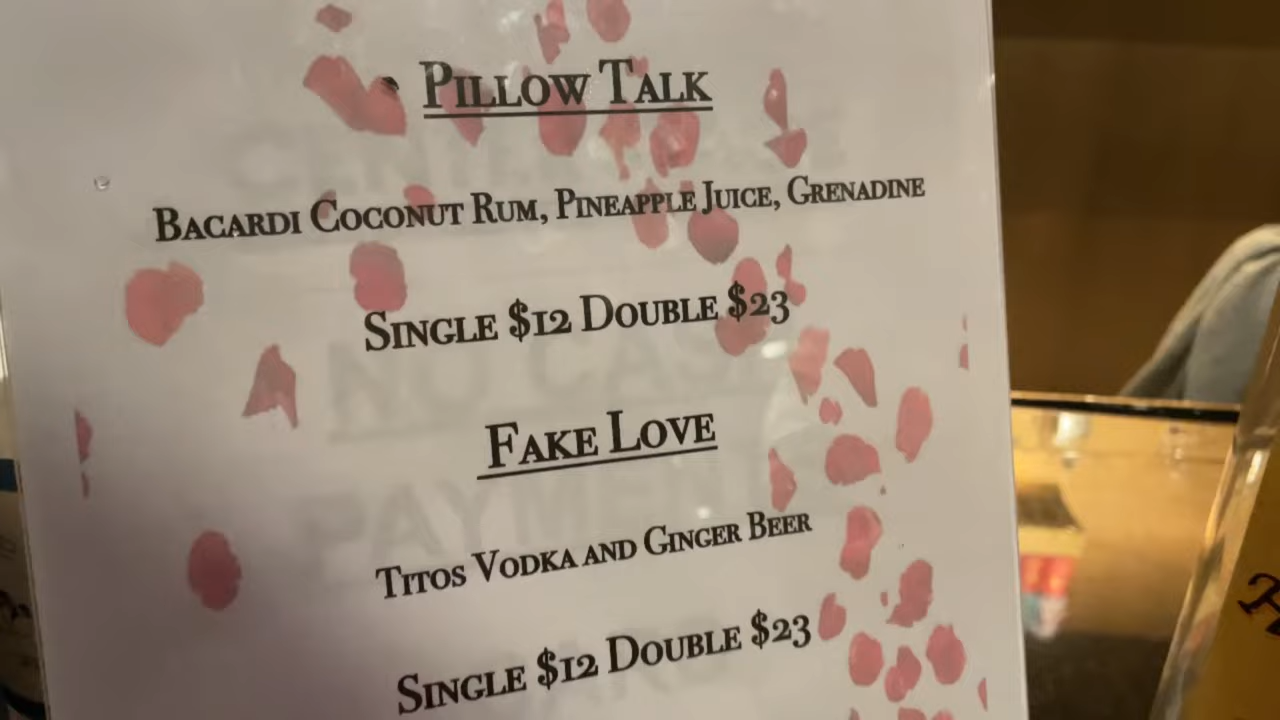 Pillow Talk
Bacardi Coconut Rum, Pineapple Juice, Grenadine
Single $12 Double $23
Fake Love
Titos Vodka and Ginger Beer
Single $12 Double $23